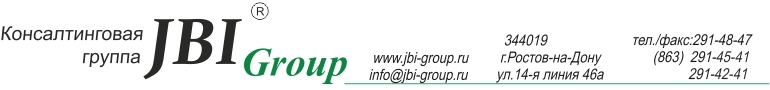 Консалтинговая
группа
JBI ®
Group
www.jbi-group.ru
info@jbi-group.ru
344019
г.Ростов-на-Дону
ул.14-я линия 46а
тел./факс:291-48-47
(863) 291-45-41
291-42-41